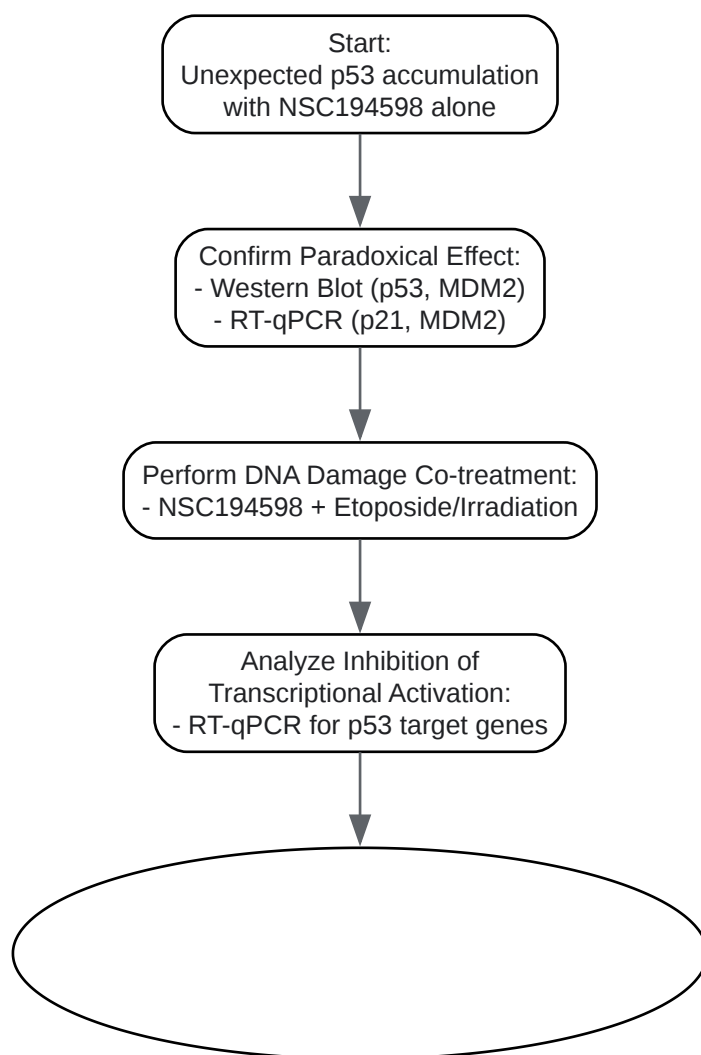 Start:
Unexpected p53 accumulation
with NSC194598 alone
Confirm Paradoxical Effect:
- Western Blot (p53, MDM2)
- RT-qPCR (p21, MDM2)
Perform DNA Damage Co-treatment:
- NSC194598 + Etoposide/Irradiation
Analyze Inhibition of
Transcriptional Activation:
- RT-qPCR for p53 target genes